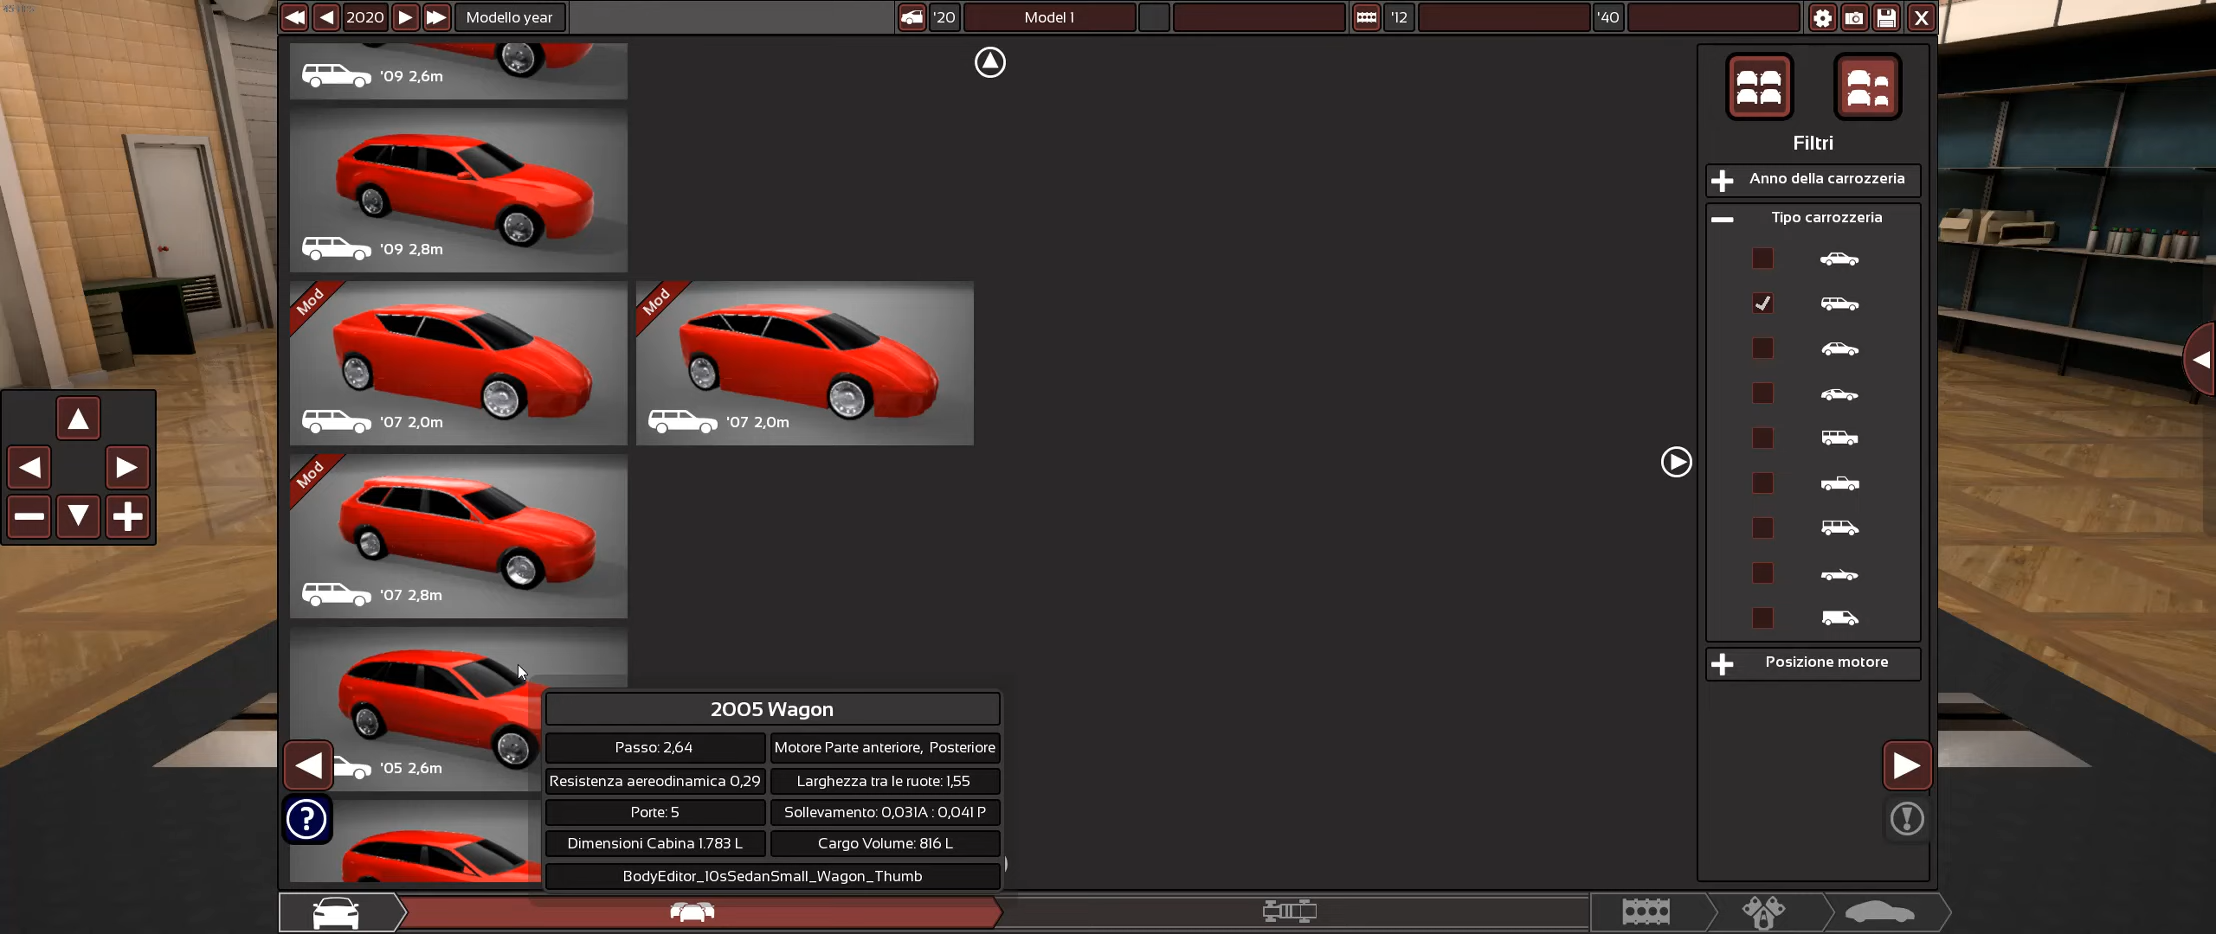 2020
Modello year
'20
Model 1
'12
'40
'09 2,6m
'09 2,8m
Mod
'07 2,0m
Mod
'07 2,0m
Mod
'07 2,8m
'05 2,6m
2005 Wagon
Passo: 2,64
Motore Parte anteriore, Posteriore
Resistenza aereodinamica 0,29
Larghezza tra le ruote: 1,55
Porte: 5
Sollevamento: 0,031A : 0,041 P
Dimensioni Cabina 1.783 L
Cargo Volume: 816 L
BodyEditor_10sSedanSmall_Wagon_Thumb
Filtri
Anno della carrozzeria
Tipo carrozzeria
Posizione motore